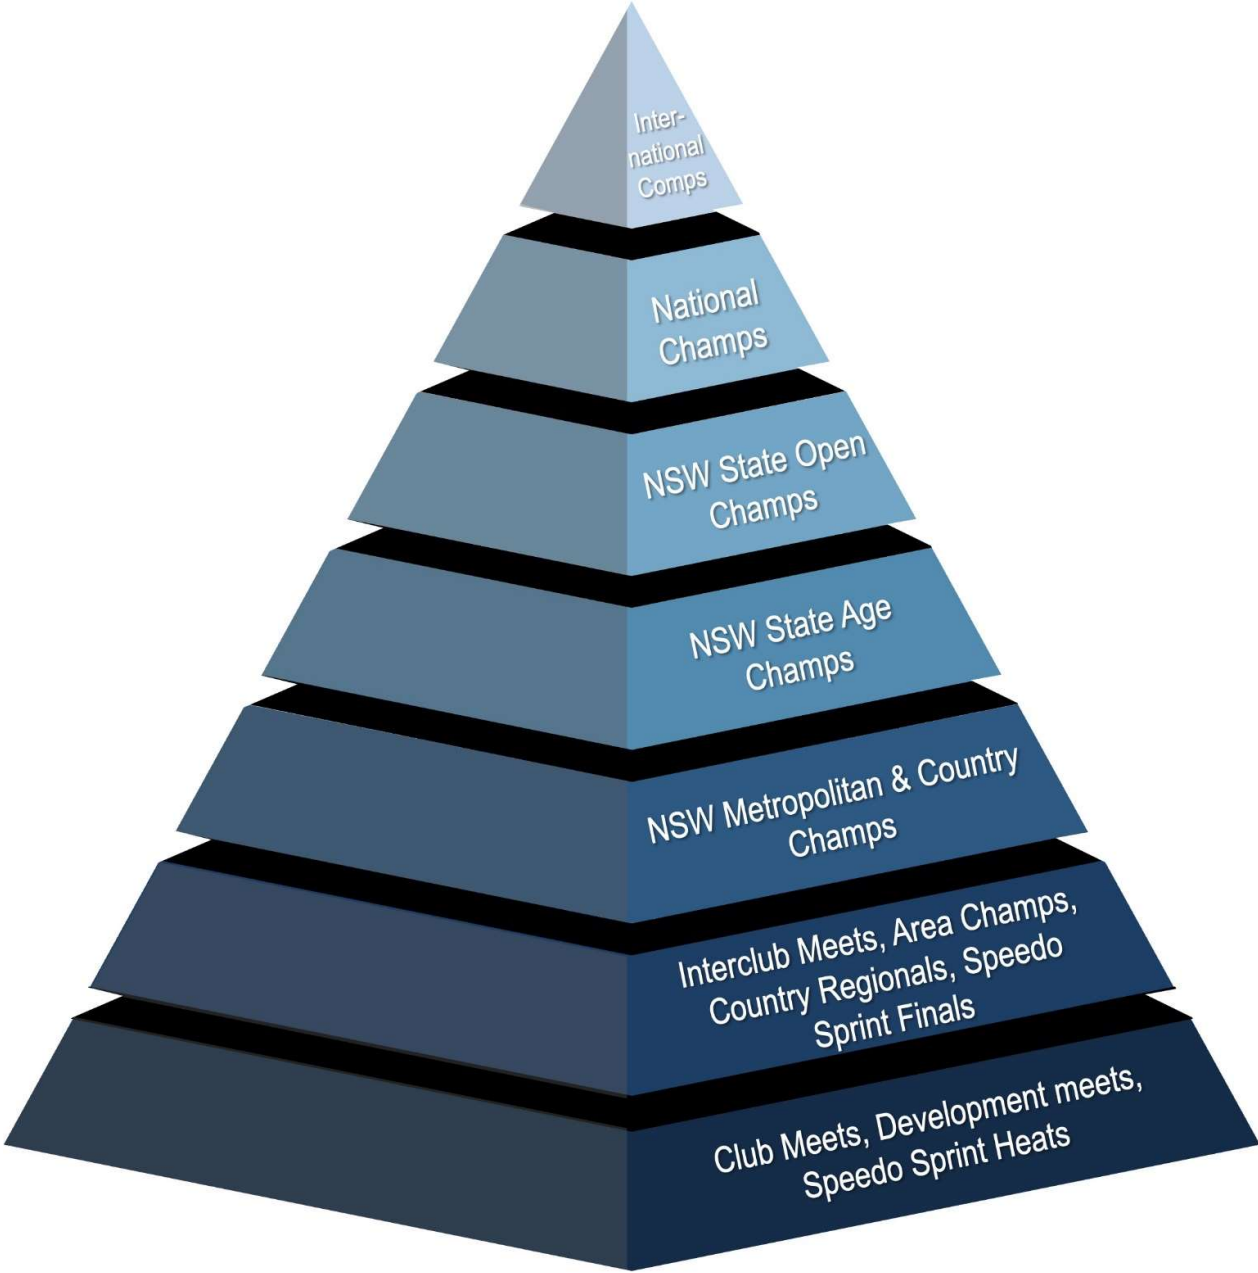 Inter-
national
Comps
National
Champs
NSW State Open
Champs
NSW State Age
Champs
NSW Metropolitan & Country
Champs
Interclub Meets, Area Champs,
Country Regionals, Speedo
Sprint Finals
Club Meets, Development meets,
Speedo Sprint Heats